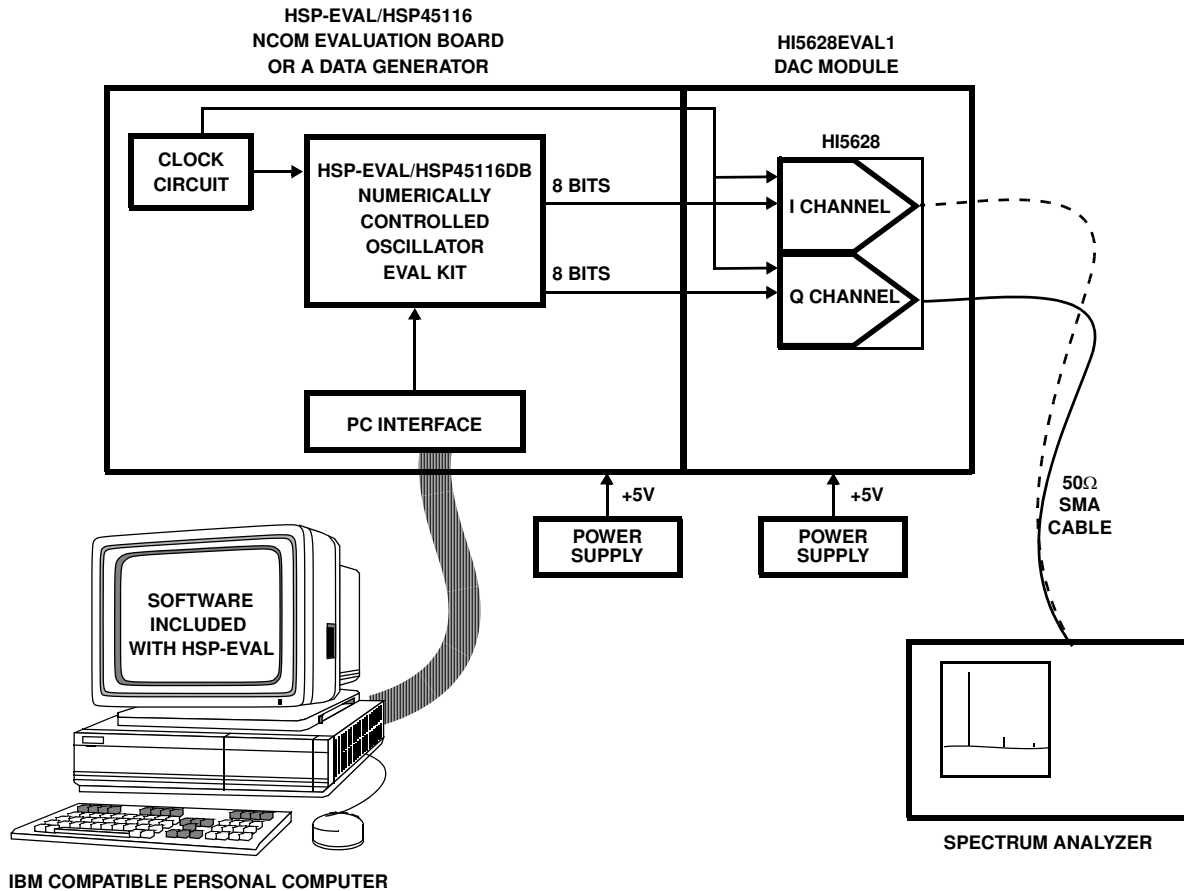 HSP-EVAL/HSP45116
NCOM EVALUATION BOARD
OR A DATA GENERATOR
HI5628EVAL1
DAC MODULE
CLOCK
CIRCUIT
HSP-EVAL/HSP45116DB
NUMERICALLY
CONTROLLED
OSCILLATOR
EVAL KIT
8 BITS
8 BITS
HI5628
I CHANNEL
Q CHANNEL
PC INTERFACE
+5V
POWER
SUPPLY
+5V
POWER
SUPPLY
50Ω
SMA
CABLE
SOFTWARE
INCLUDED
WITH HSP-EVAL
SPECTRUM ANALYZER
IBM COMPATIBLE PERSONAL COMPUTER